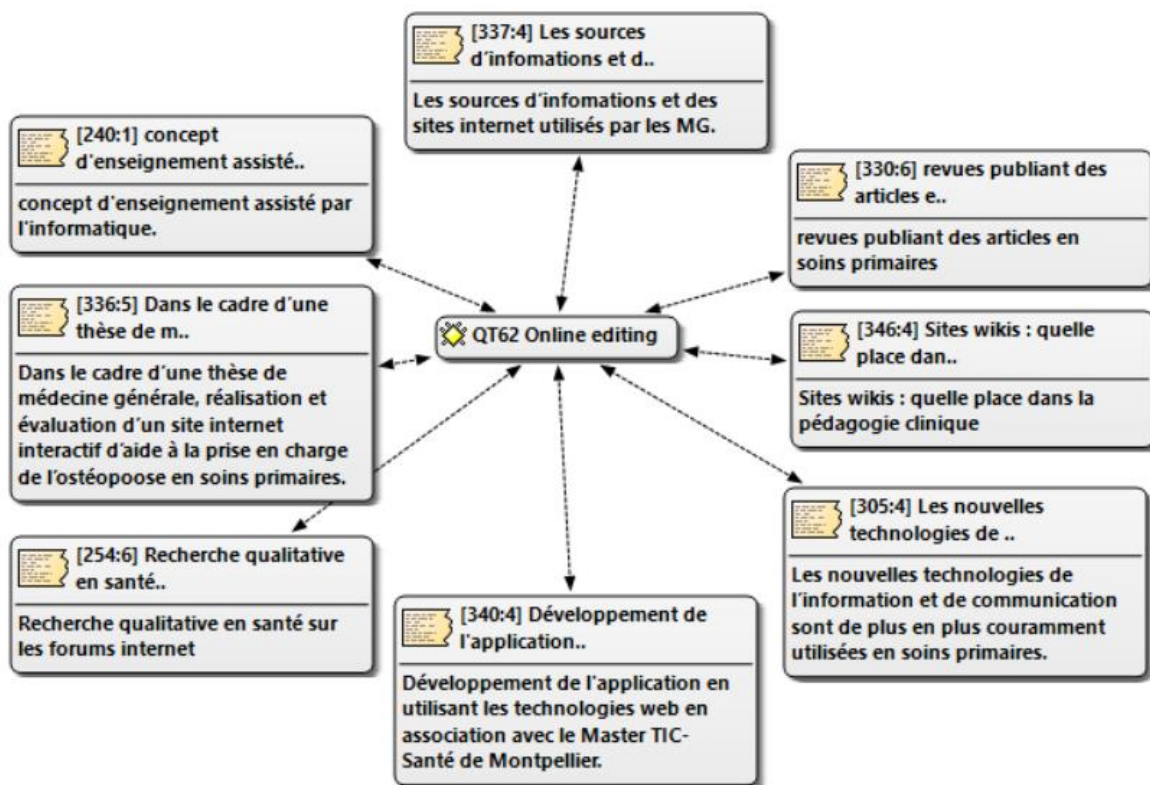 [337:4] Les sources
d'infomations et d..
Les sources d'infomations et des
sites internet utilisés par les MG.
[240:1] concept
d'enseignement assisté..
concept d'enseignement assisté par
l'informatique.
[330:6] revues publiant des
articles e..
revues publiant des articles en
soins primaires
[336:5] Dans le cadre d'une
thèse de m..
Dans le cadre d'une thèse de
médecine générale, réalisation et
évaluation d'un site internet
interactif d'aide à la prise en charge
de l'ostéopoose en soins primaires.
QT62 Online editing
[346:4] Sites wikis : quelle
place dan..
Sites wikis : quelle place dans la
pédagogie clinique
[254:6] Recherche qualitative
en santé..
Recherche qualitative en santé sur
les forums internet
[340:4] Développement de
l'application..
Développement de l'application en
utilisant les technologies web en
association avec le Master TIC-
Santé de Montpellier.
[305:4] Les nouvelles
technologies de ..
Les nouvelles technologies de
l'information et de communication
sont de plus en plus couramment
utilisées en soins primaires.